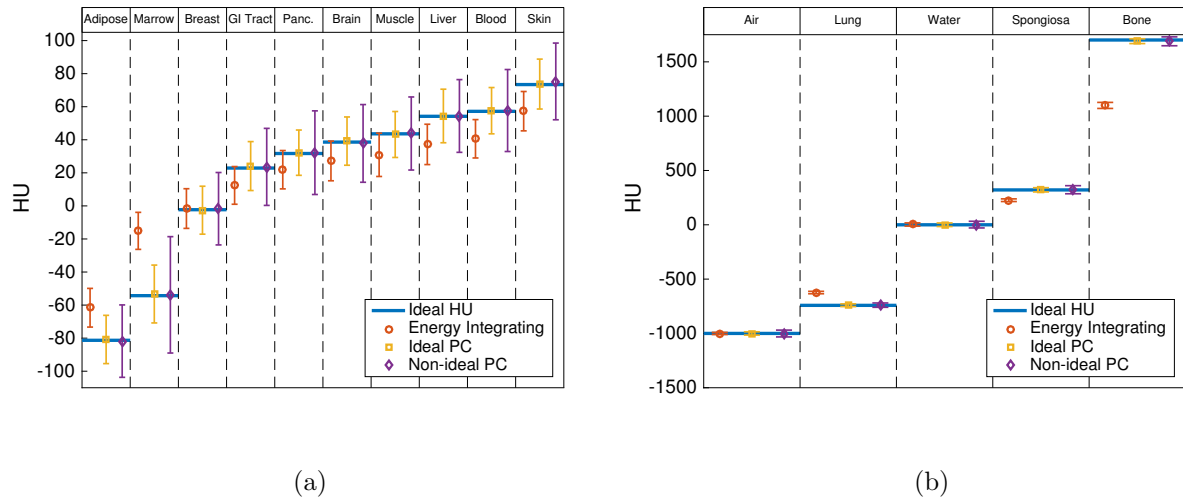 Adipose Marrow Breast GI Tract Panc. Brain Muscle Liver Blood Skin
100
80
60
40
20
0
-20
-40
-60
-80
-100
HU
Ideal HU
Energy Integrating
Ideal PC
Non-ideal PC
(a)
Air Lung Water Spongiosa Bone
1500
1000
500
0
-500
-1000
-1500
HU
Ideal HU
Energy Integrating
Ideal PC
Non-ideal PC
(b)